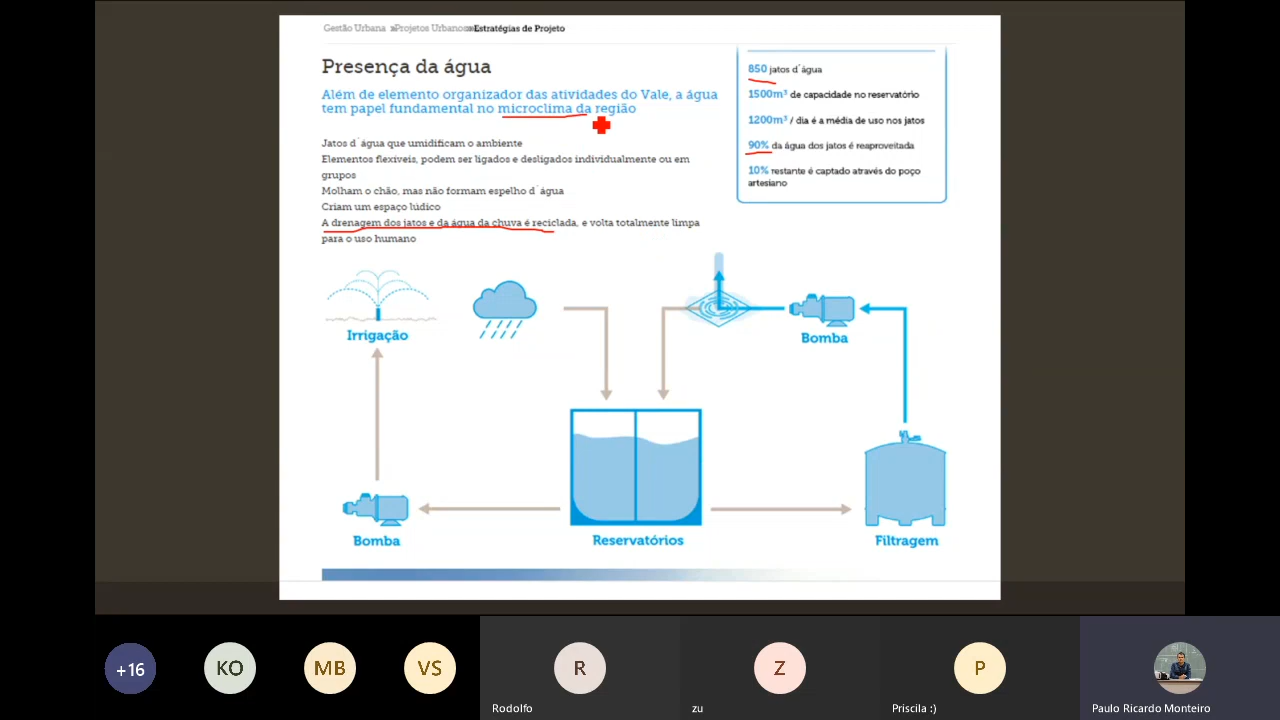 Gestão Urbana »Projetos Urbanos»Estratégias de Projeto
Presença da água
Além de elemento organizador das atividades do Vale, a água
tem papel fundamental no microclima da região
Jatos d´água que umidificam o ambiente
Elementos flexíveis, podem ser ligados e desligados individualmente ou em
grupos
Molham o chão, mas não formam espelho d´água
Criam um espaço lúdico
A drenagem dos jatos e da água da chuva é reciclada, e volta totalmente limpa
para o uso humano
850 jatos d´água
1500m³ de capacidade no reservatório
1200m³ / dia é a média de uso nos jatos
90% da água dos jatos é reaproveitada
10% restante é captado através do poço
artesiano
Irrigação
Bomba
Bomba
Reservatórios
Filtragem
+16
KO
MB
VS
R
Rodolfo
Z
zu
P
Priscila :)
Paulo Ricardo Monteiro